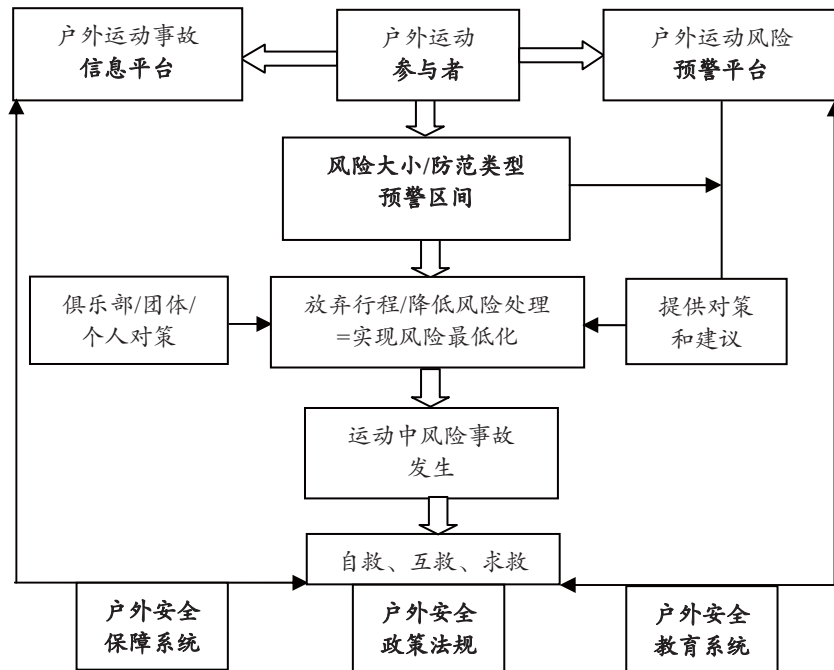 户外运动事故
信息平台
户外运动
参与者
户外运动风险
预警平台
风险大小/防范类型
预警区间
俱乐部/团体/
个人对策
放弃行程/降低风险处理
=实现风险最低化
提供对策
和建议
运动中风险事故
发生
自救、互救、求救
户外安全
保障系统
户外安全
政策法规
户外安全
教育系统